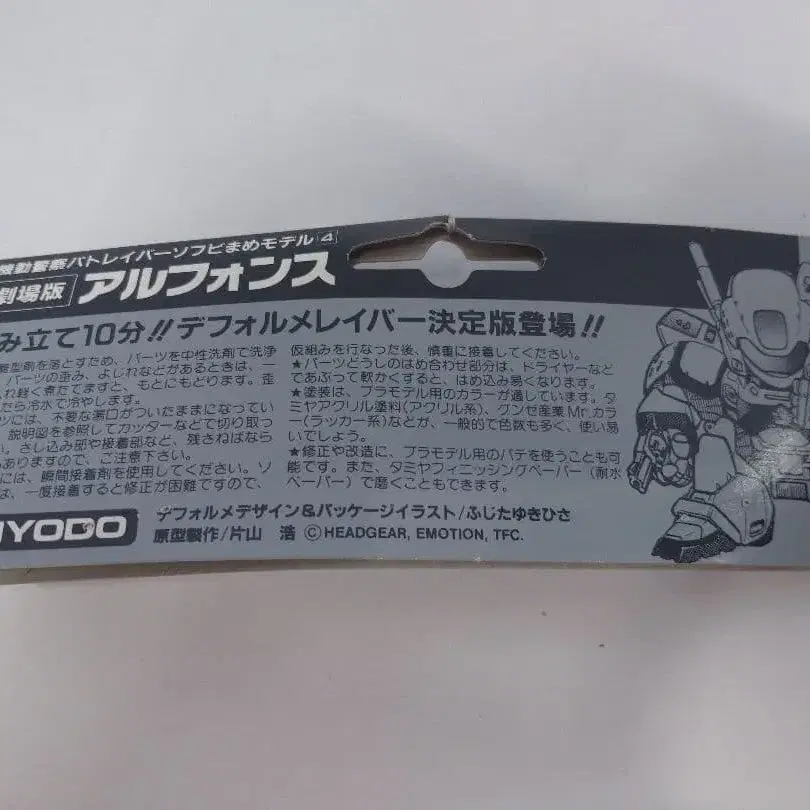 機動警察パトレイバーソフビまめモデル4
劇場版 アルフォンス
み立て10分!!デフォルメレイバー決定版登場!!
離型剤を落とすため、パーツを中性洗剤で洗浄
パーツの歪み、よじれなどがあるときは、一
れ軽く煮たてますと、もとにもどります。歪
たら冷水で冷やします。
ツには、不要な湯口がついたままになってい
説明図を参照してカッターなどで切り取っ
い。さし込み部や接着部など、残さねばなら
もありますので、ご注意下さい。
には、瞬間接着剤を使用してください。ソ
は、一度接着すると修正が困難ですので、
仮組みを行なった後、慎重に接着してください。
★パーツどうしのはめ合わせ部分は、ドライヤーなど
であぶって軟かくすると、はめ込み易くなります。
★塗装は、プラモデル用のカラーが適しています。タ
ミヤアクリル塗料(アクリル系)、グンゼ産業Mr.カラ
ー(ラッカー系)などが、一般的で色数も多く、使い易
いでしょう。
★修正や改造に、プラモデル用のパテを使うことも可
能です。また、タミヤフィニッシングペーパー(耐水
ペーパー)で磨くこともできます。
IYODO
デフォルメデザイン&パッケージイラスト/ふじたゆきひさ
原型製作/片山 浩 ©HEADGEAR, EMOTION, TFC.